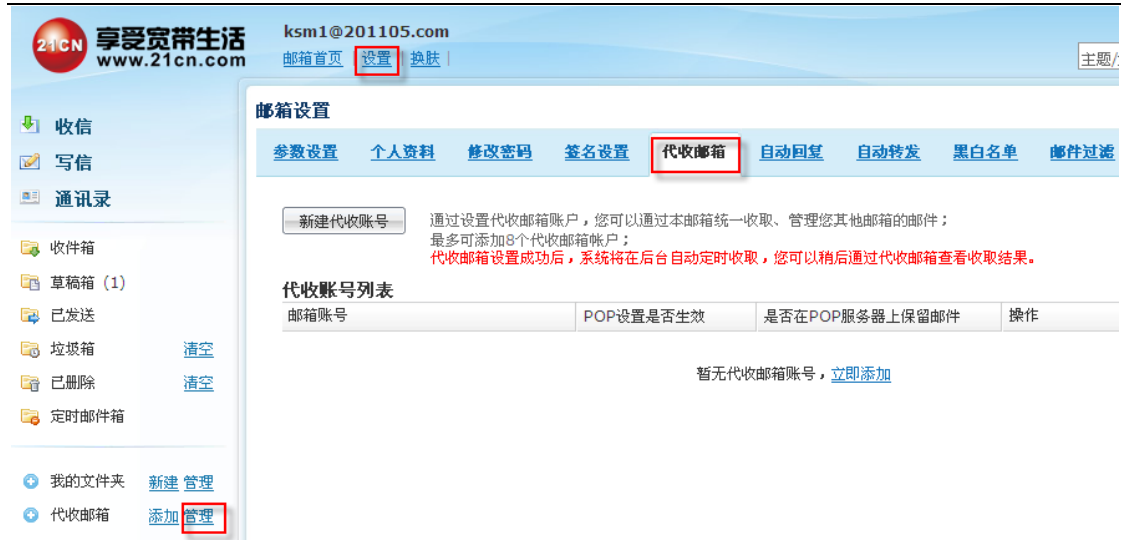 21CN 享受宽带生活
www.21cn.com
ksm1@201105.com
邮箱首页 | 设置 | 换肤 |
主题/
收信
写信
通讯录
收件箱
草稿箱 (1)
已发送
垃圾箱 清空
已删除 清空
定时邮件箱
我的文件夹 新建 管理
代收邮箱 添加 管理
邮箱设置
参数设置 个人资料 修改密码 签名设置 代收邮箱 自动回复 自动转发 黑白名单 邮件过滤
新建代收账号
通过设置代收邮箱账户，您可以通过本邮箱统一收取、管理您其他邮箱的邮件；
最多可添加8个代收邮箱帐户；
代收邮箱设置成功后，系统将在后台自动定时收取，您可以稍后通过代收邮箱查看收取结果。
代收账号列表
邮箱账号 POP设置是否生效 是否在POP服务器上保留邮件 操作
暂无代收邮箱账号，立即添加